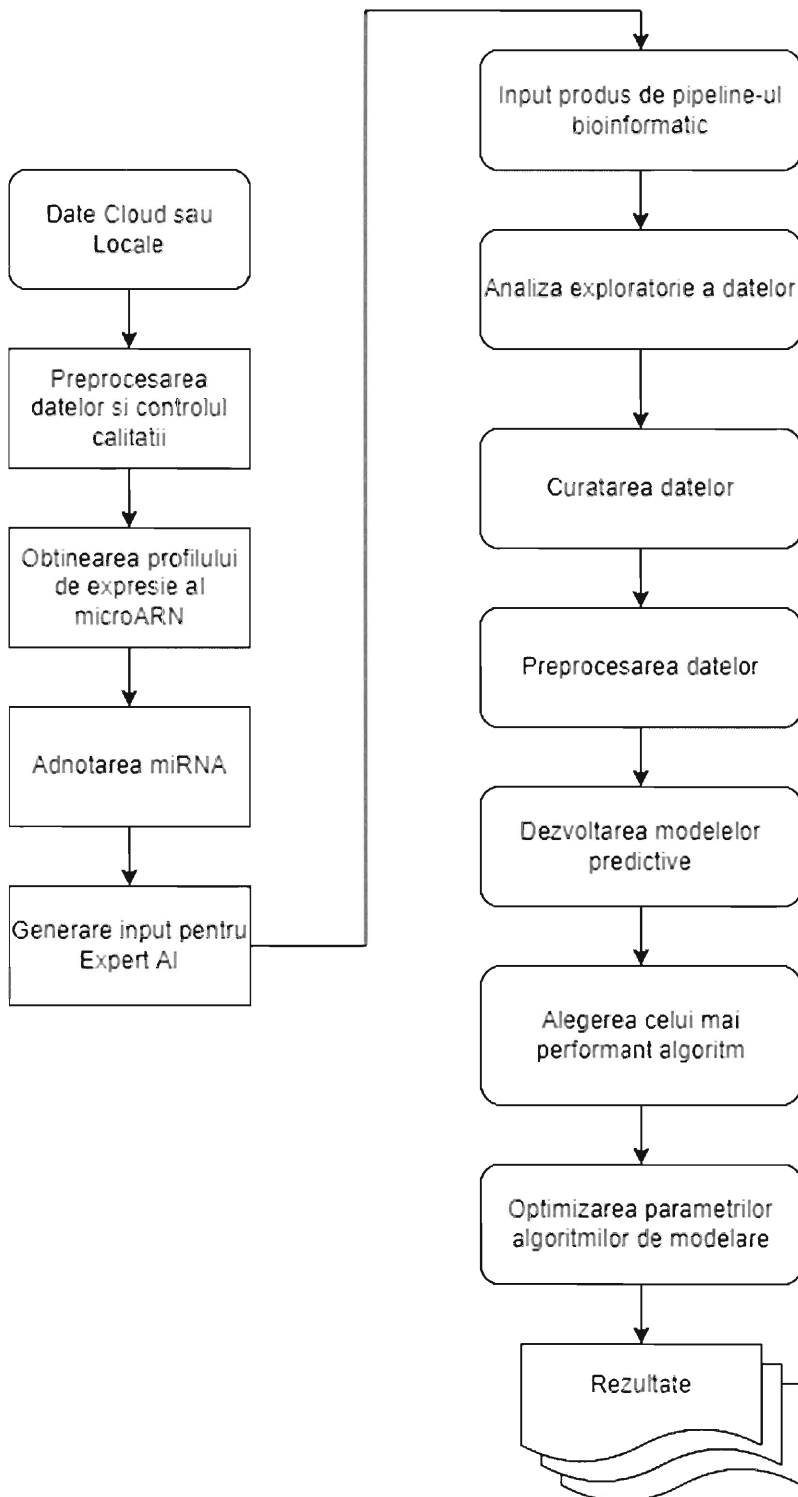 Date Cloud sau
Locale
Preprocesarea
datelor si controlul
calitatii
Obtinearea profilului
de expresie al
microARN
Adnotarea miRNA
Generare input pentru
Expert AI
Input produs de pipeline-ul
bioinformatic
Analiza exploratorie a datelor
Curatarea datelor
Preprocesarea datelor
Dezvoltarea modelelor
predictive
Alegerea celui mai
performant algoritm
Optimizarea parametrilor
algoritmilor de modelare
Rezultate